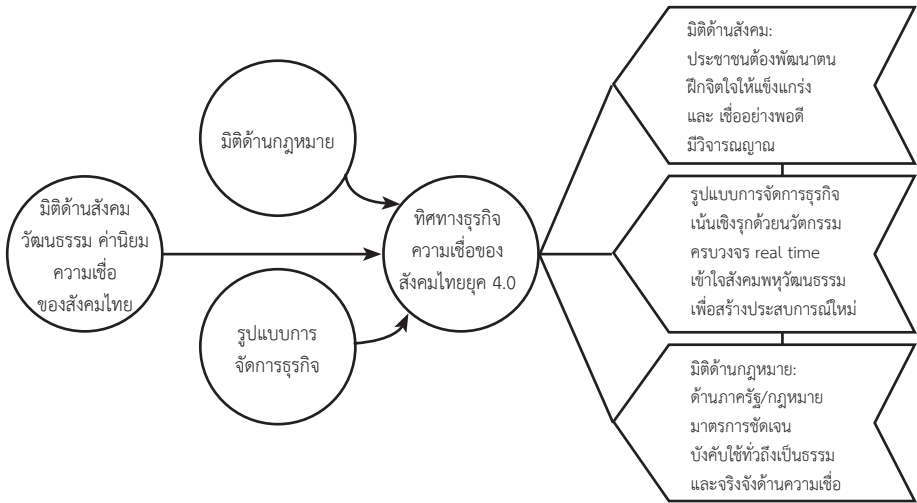 มิติด้านสังคม
วัฒนธรรม ค่านิยม
ความเชื่อ
ของสังคมไทย
มิติด้านกฎหมาย
รูปแบบการ
จัดการธุรกิจ
ทิศทางธุรกิจ
ความเชื่อของ
สังคมไทยยุค 4.0
มิติด้านสังคม:
ประชาชนต้องพัฒนาตน
ฝึกจิตใจให้แข็งแกร่ง
และ เชื่ออย่างพอดี
มีวิจารณญาณ
รูปแบบการจัดการธุรกิจ
เน้นเชิงรุกด้วยนวัตกรรม
ครบวงจร real time
เข้าใจสังคมพหุวัฒนธรรม
เพื่อสร้างประสบการณ์ใหม่
มิติด้านกฎหมาย:
ด้านภาครัฐ/กฎหมาย
มาตรการชัดเจน
บังคับใช้ทั่วถึงเป็นธรรม
และจริงจังด้านความเชื่อ